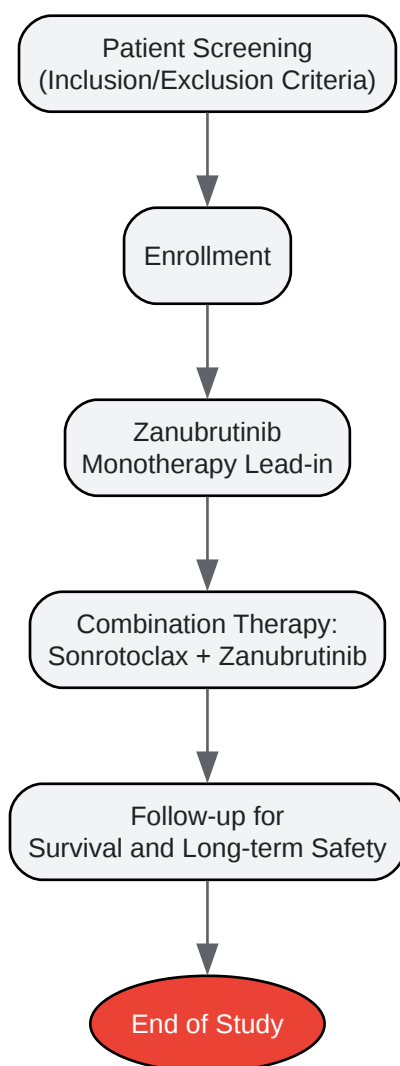 Patient Screening
(Inclusion/Exclusion Criteria)
Enrollment
Zanubrutinib
Monotherapy Lead-in
Combination Therapy:
Sonrotoclax + Zanubrutinib
Follow-up for
Survival and Long-term Safety
End of Study